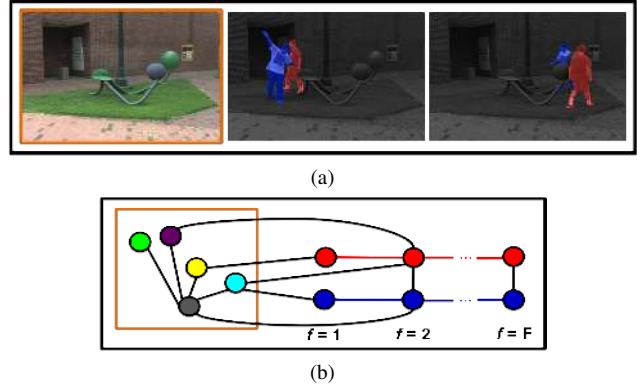 (a)
f = 1
f = 2
f = F
(b)